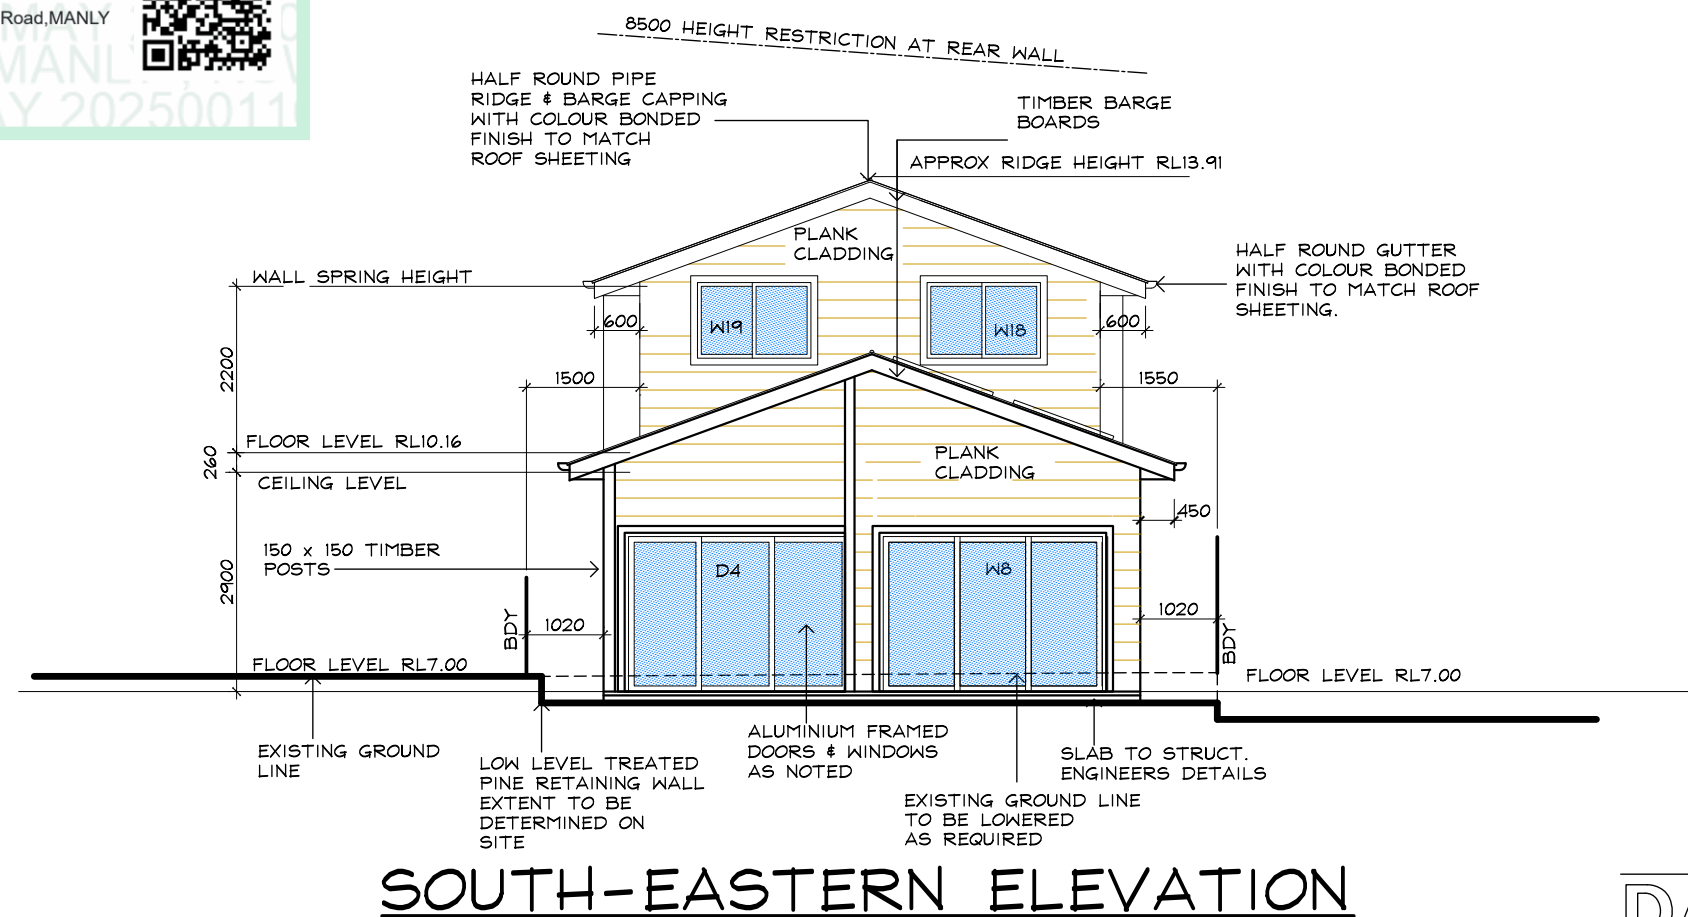 Road,MANLY
8500 HEIGHT RESTRICTION AT REAR WALL
HALF ROUND PIPE
RIDGE & BARGE CAPPING
WITH COLOUR BONDED
FINISH TO MATCH
ROOF SHEETING
TIMBER BARGE
BOARDS
APPROX RIDGE HEIGHT RL13.91
PLANK
CLADDING
HALF ROUND GUTTER
WITH COLOUR BONDED
FINISH TO MATCH ROOF
SHEETING.
WALL SPRING HEIGHT
600
W19
W18
600
2200
1500
1550
FLOOR LEVEL RL10.16
260
CEILING LEVEL
PLANK
CLADDING
450
150 x 150 TIMBER
POSTS
D4
W8
2900
BDY
1020
1020
BDY
FLOOR LEVEL RL7.00
FLOOR LEVEL RL7.00
EXISTING GROUND
LINE
LOW LEVEL TREATED
PINE RETAINING WALL
EXTENT TO BE
DETERMINED ON
SITE
ALUMINIUM FRAMED
DOORS & WINDOWS
AS NOTED
EXISTING GROUND LINE
TO BE LOWERED
AS REQUIRED
SLAB TO STRUCT.
ENGINEERS DETAILS
SOUTH-EASTERN ELEVATION